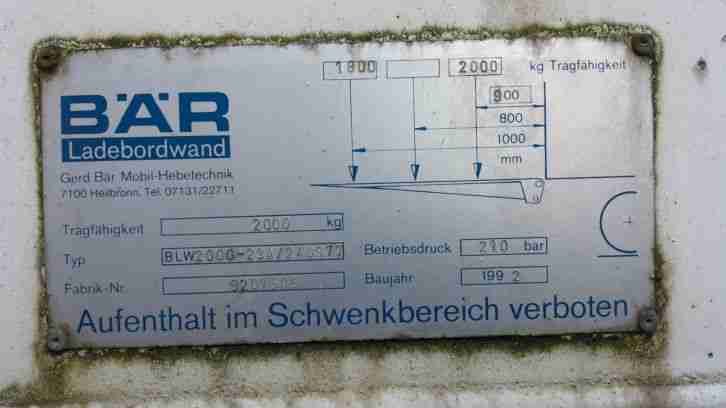 1800 2000 kg Tragfähigkeit
900
800
1000
mm
BÄR
Ladebordwand
Gerd Bär Mobil-Hebetechnik
7100 Heilbronn, Tel. 07131/22711
Tragfähigkeit 2000 kg
Typ Betriebsdruck 210 bar
Fabrik-Nr. Baujahr 1992
Aufenthalt im Schwenkbereich verboten